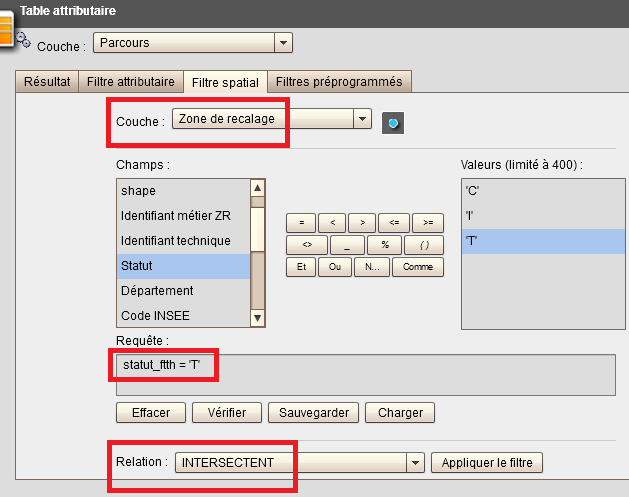 Table attributaire
Couche : Parcours
Résultat Filtre attributaire Filtre spatial Filtres préprogrammés
Couche : Zone de recalage
Champs : Valeurs (limité à 400) :
shape
Identifiant métier ZR
Identifiant technique
Statut
Département
Code INSEE
= < > <= >=
<> _ % ( )
Et Ou N... Comme
'C'
'I'
'T'
Requête :
statut_ftth = 'T'
Effacer Vérifier Sauvegarder Charger
Relation : INTERSECTENT Appliquer le filtre